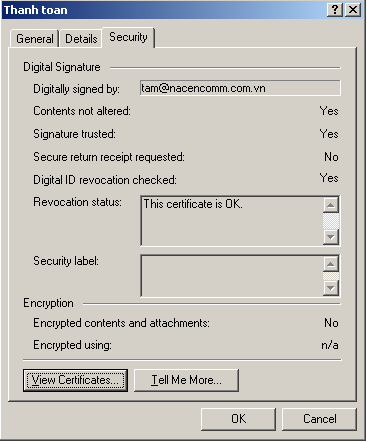 Thanh toan
General Details Security
Digital Signature
Digitally signed by: tam@nacencomm.com.vn
Contents not altered: Yes
Signature trusted: Yes
Secure return receipt requested: No
Digital ID revocation checked: Yes
Revocation status: This certificate is OK.
Security label:
Encryption
Encrypted contents and attachments: No
Encrypted using: n/a
View Certificates... Tell Me More...
OK Cancel